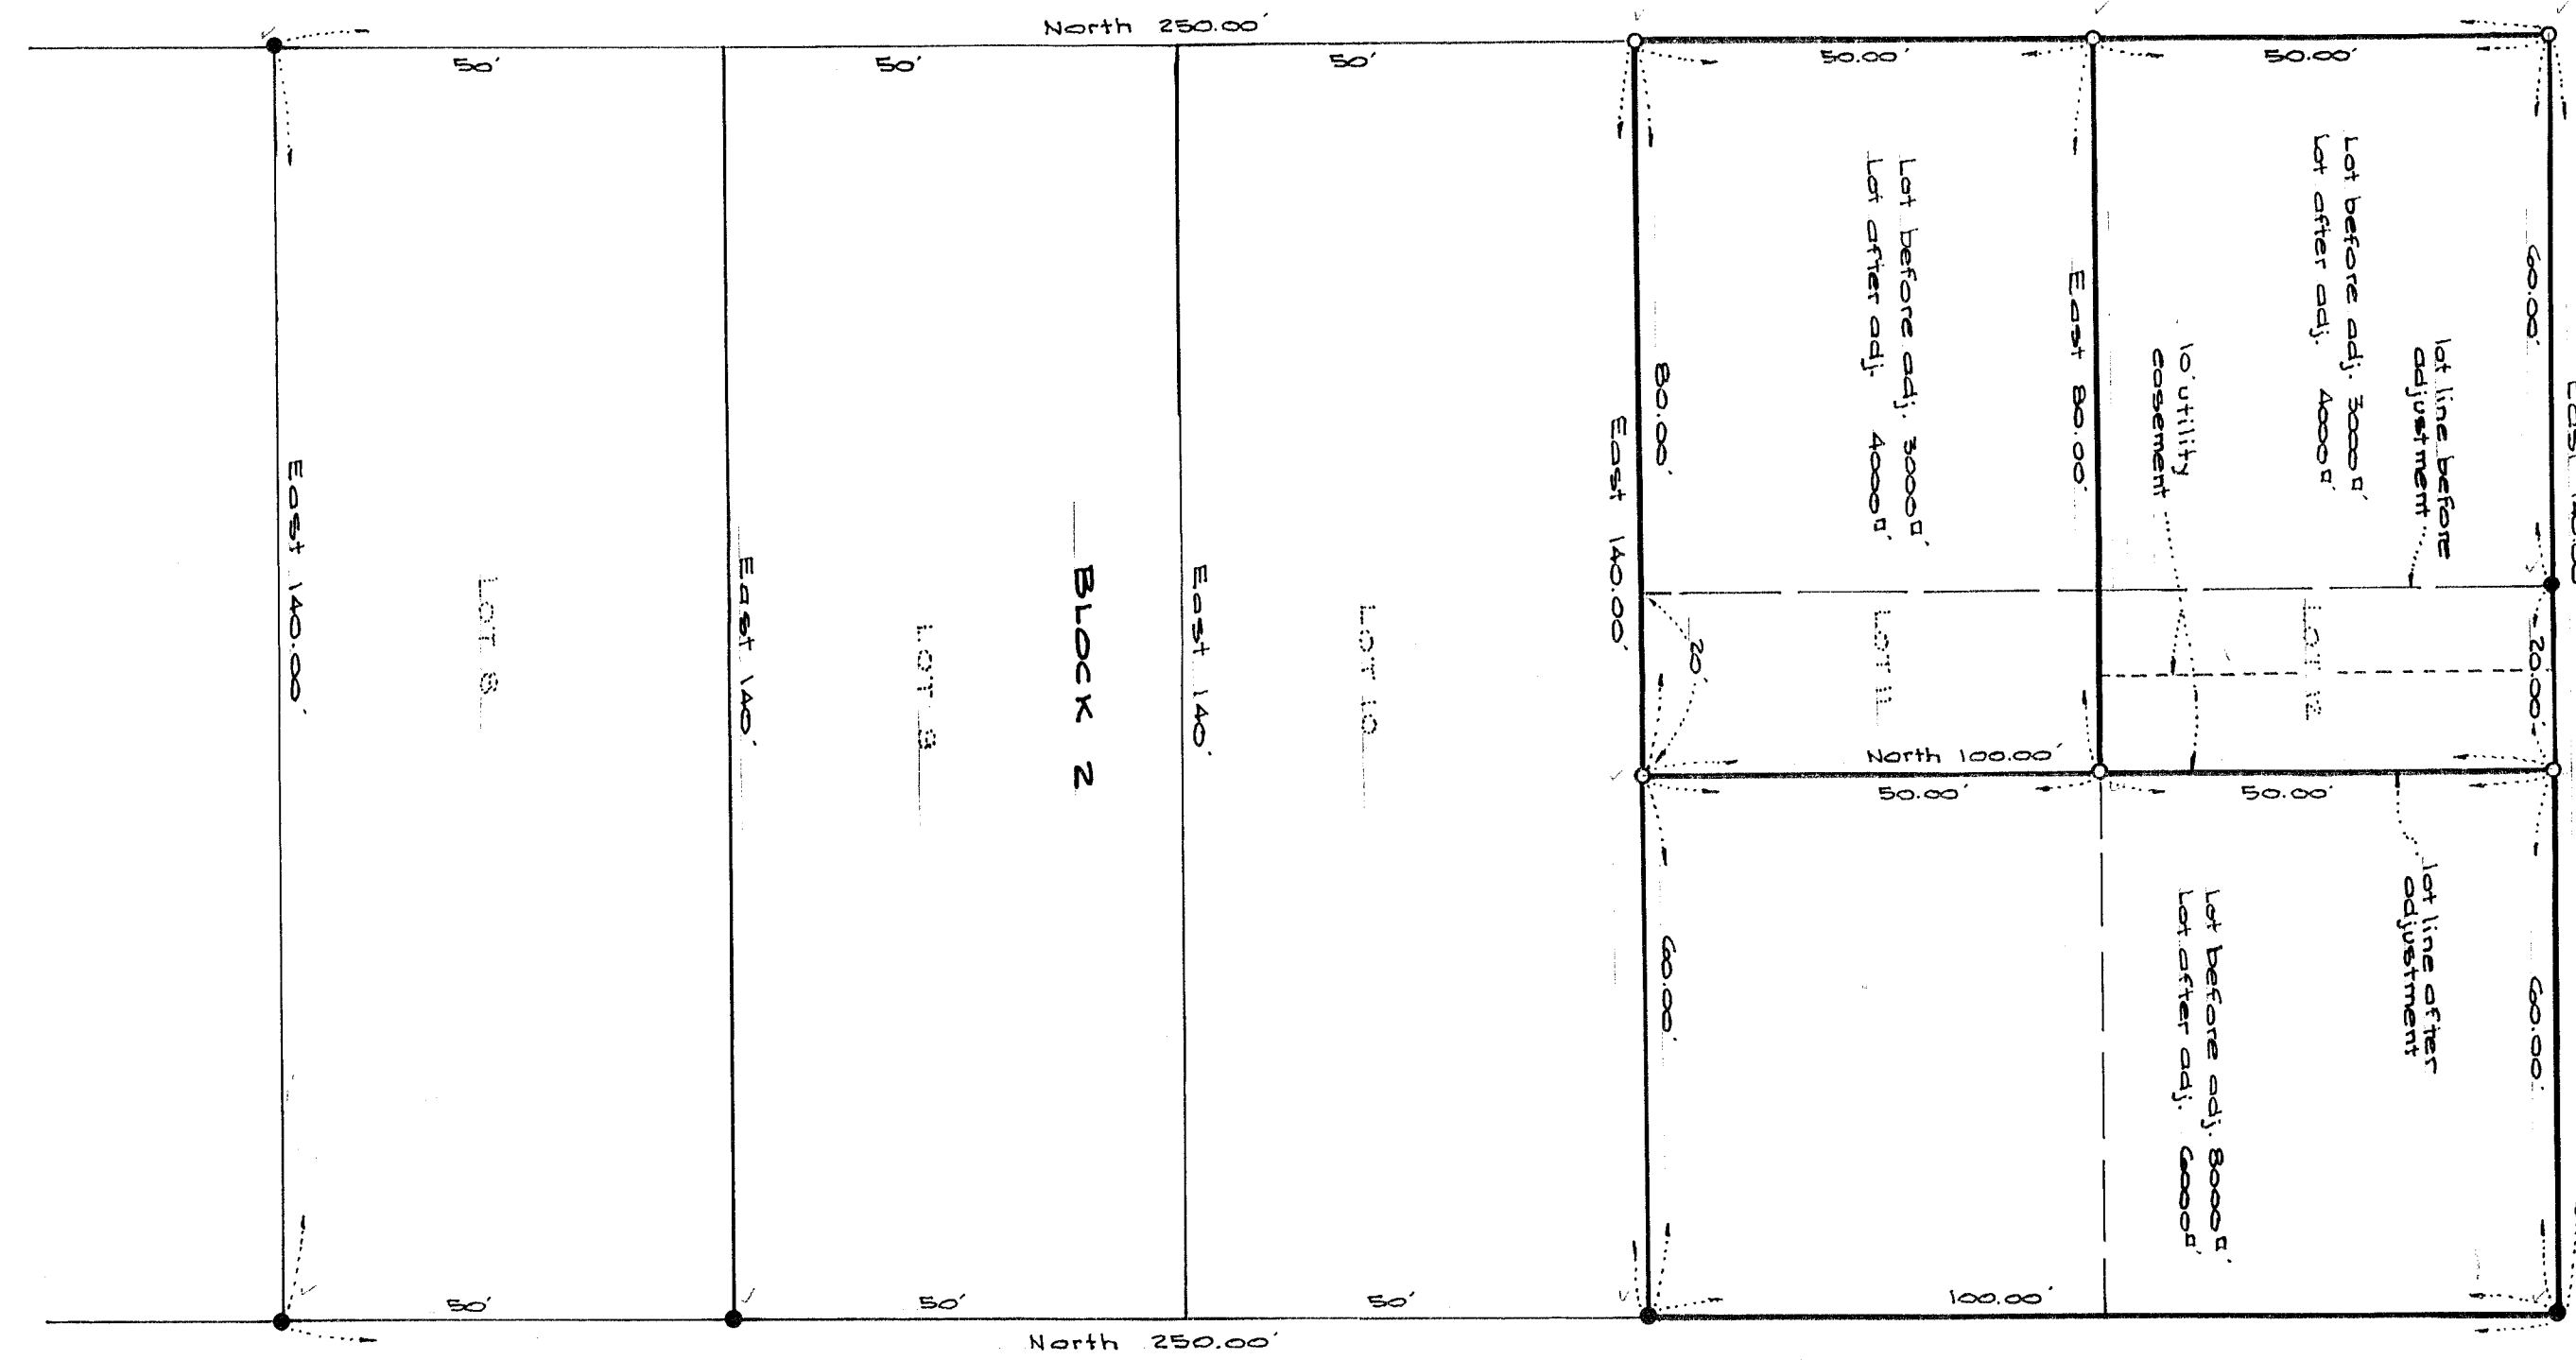 North 250.00′
50′
50′
50′
50.00′
50.00′
East 140.00′
LOT 8
East 140′
LOT 9
BLOCK 2
East 140′
LOT 10
East 140.00′
80.00′
Lot before adj. 3000□′
Lot after adj. 4000□′
East 80.00′
Lot before adj. 3000□′
Lot after adj. 4000□′
60.00′
lot line before
adjustment
10′ utility
easement
20′
LOT 11
LOT 12
20.00′
North 100.00′
50.00′
50.00′
60.00′
lot line after
adjustment
Lot before adj. 8000□′
Lot after adj. 6000□′
60.00′
50′
50′
50′
100.00′
North 250.00′